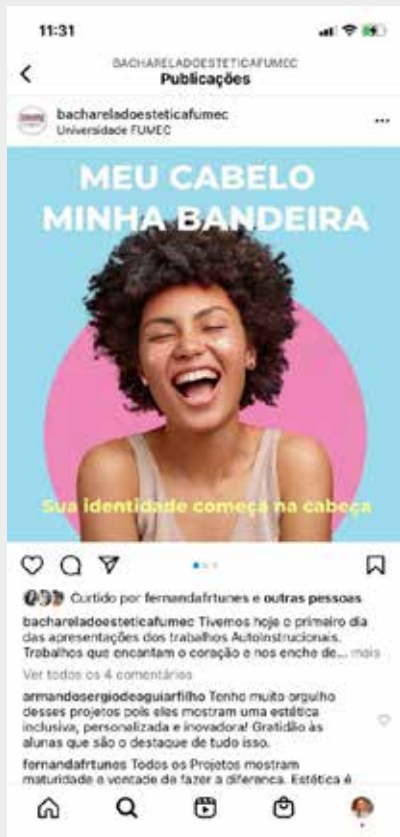 11:31
BACHARELADOESTETICAFUMEC
Publicações
bachareladoesteticafumec
Universidade FUMEC
MEU CABELO
MINHA BANDEIRA
Sua identidade começa na cabeça
Curtido por fernandafrtunes e outras pessoas
bachareladoesteticafumec Tivemos hoje o primeiro dia
das apresentações dos trabalhos Autoinstrucionais.
Trabalhos que encantam o coração e nos enche de... mais
Ver todos os 4 comentários
armandosergiodeaguiarfilho Tenho muito orgulho
desses projetos pois eles mostram uma estética
inclusiva, personalizada e inovadora! Gratidão às
alunas que são o destaque de tudo isso.
fernandafrtunes Todos os Projetos mostram
maturidade e vontade de fazer a diferença. Estética é